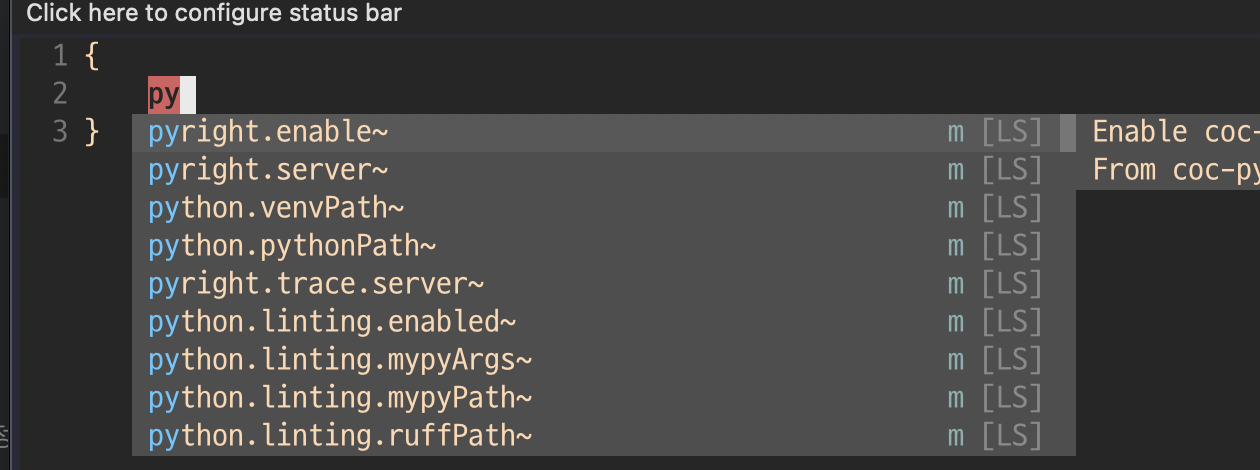 Click here to configure status bar
1 {
2 py
pyright.enable~ m [LS] Enable coc-
3 }
pyright.server~ m [LS] From coc-py
python.venvPath~ m [LS]
python.pythonPath~ m [LS]
pyright.trace.server~ m [LS]
python.linting.enabled~ m [LS]
python.linting.mypyArgs~ m [LS]
python.linting.mypyPath~ m [LS]
python.linting.ruffPath~ m [LS]